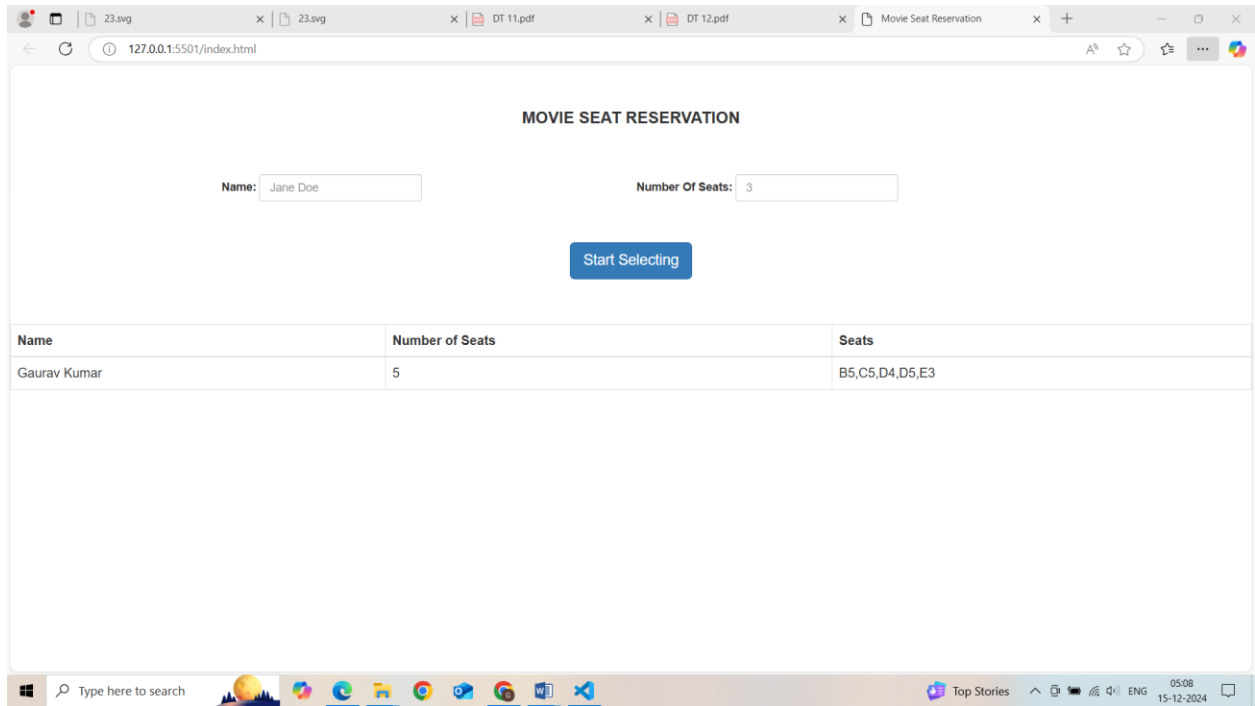 23.svg 23.svg DT 11.pdf DT 12.pdf Movie Seat Reservation
127.0.0.1:5501/index.html
MOVIE SEAT RESERVATION
Name: Jane Doe Number Of Seats: 3
Start Selecting
Name Number of Seats Seats
Gaurav Kumar 5 B5,C5,D4,D5,E3
Type here to search Top Stories ENG 05:08
15-12-2024